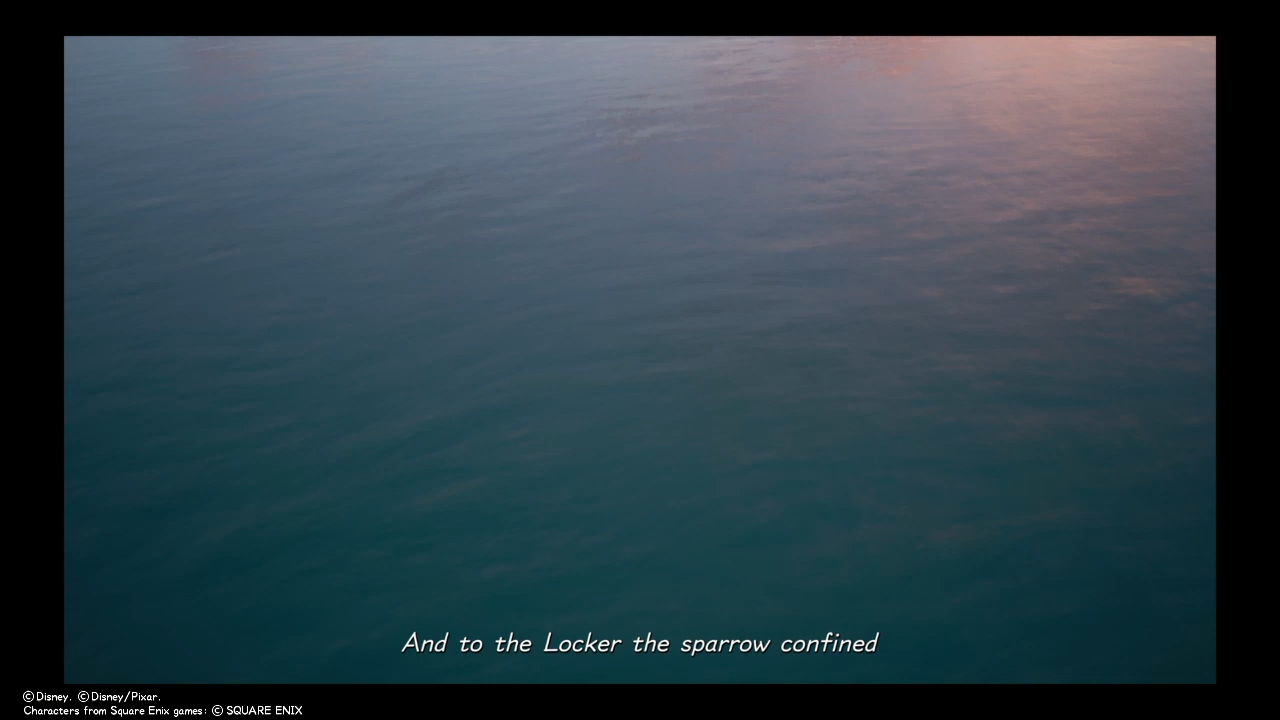 And to the Locker the sparrow confined
©Disney. ©Disney/Pixar.
Characters from Square Enix games: © SQUARE ENIX